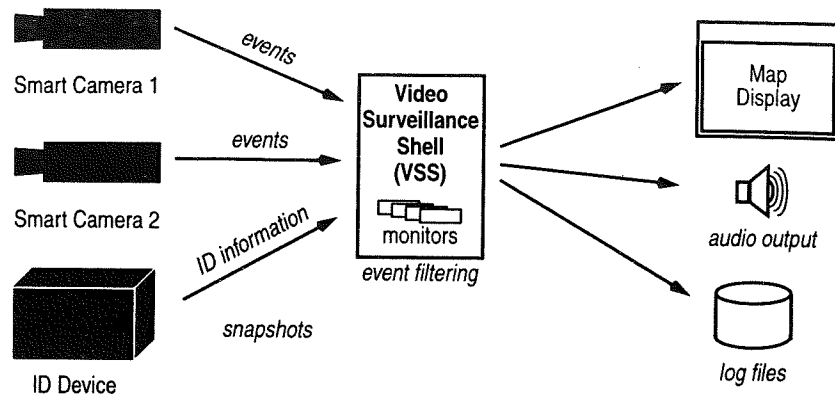 Smart Camera 1
events
Smart Camera 2
events
ID information
snapshots
ID Device
Video
Surveillance
Shell
(VSS)
monitors
event filtering
Map
Display
audio output
log files